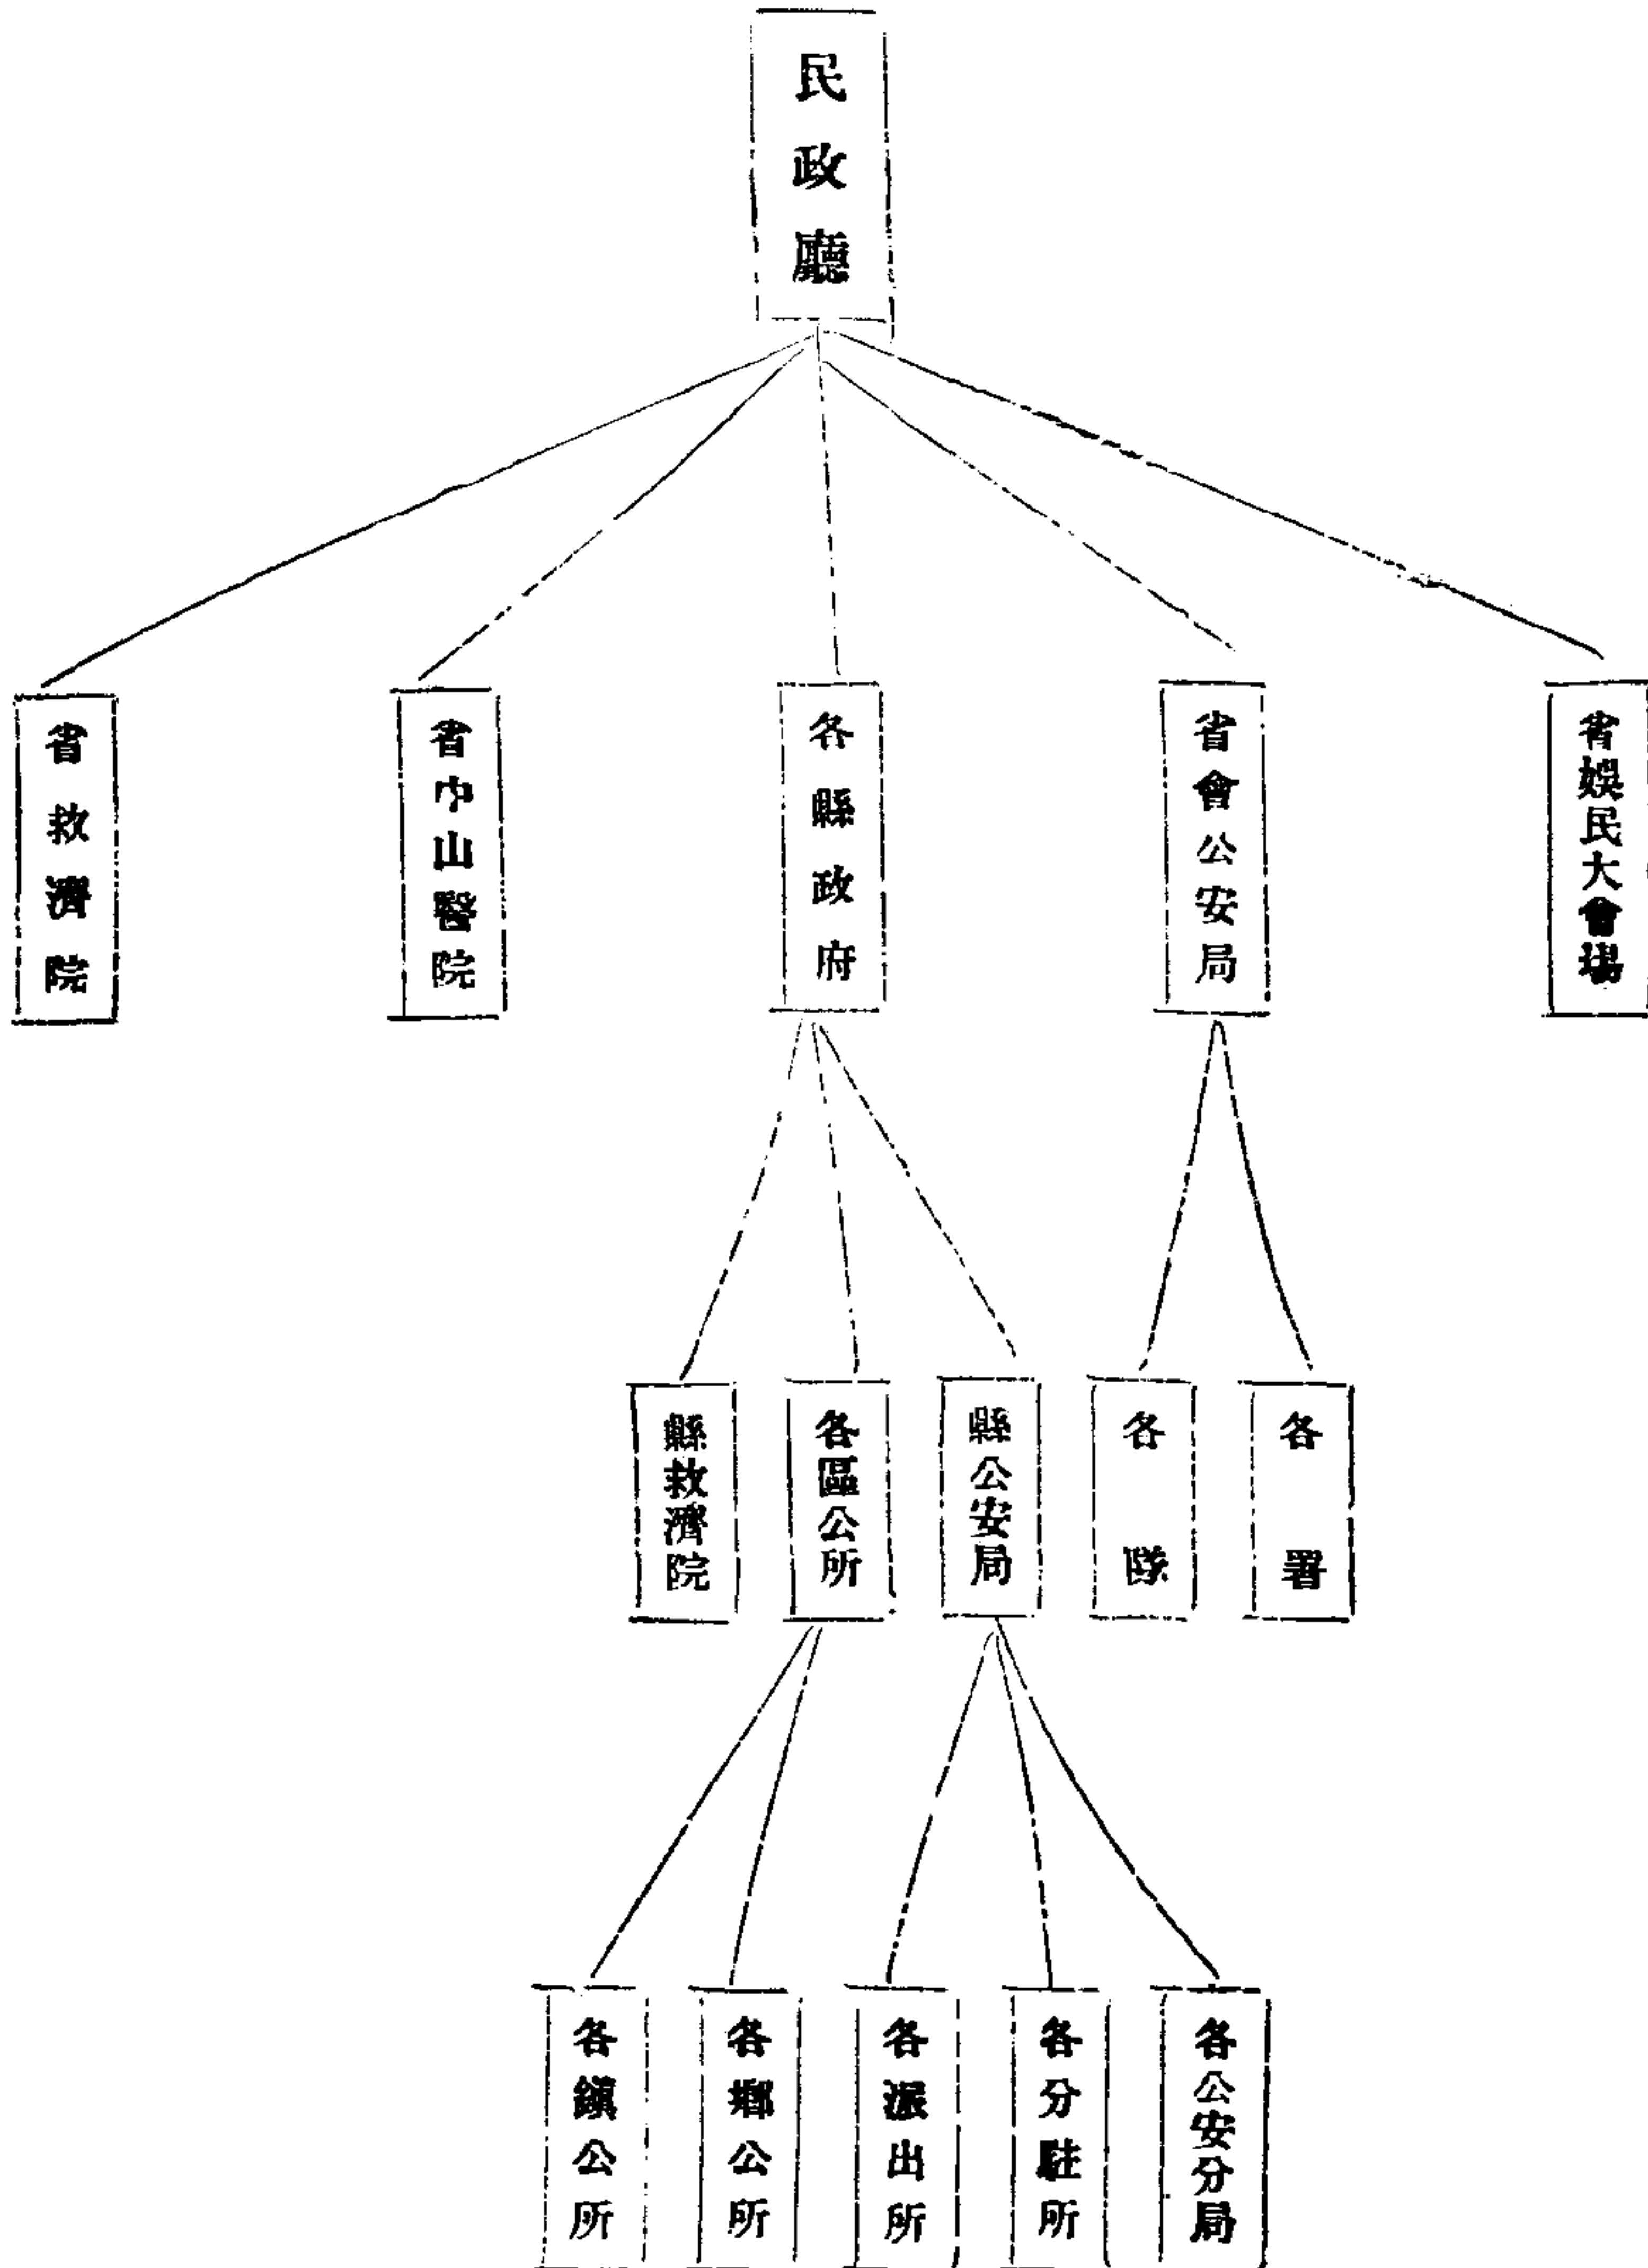 民政廳
省娛民大會場
省會公安局
各縣政府
省中山醫院
省救濟院
各署
各隊
縣公安局
各區公所
縣救濟院
各公安分局
各分駐所
各派出所
各鄉公所
各鎮公所